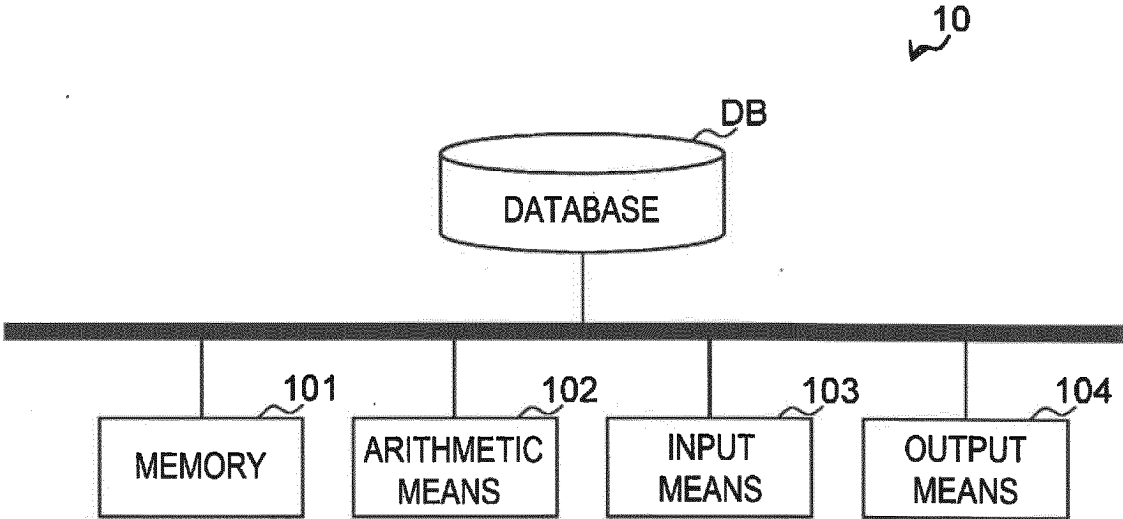 10
DB
DATABASE
101
102
103
104
MEMORY
ARITHMETIC
MEANS
INPUT
MEANS
OUTPUT
MEANS